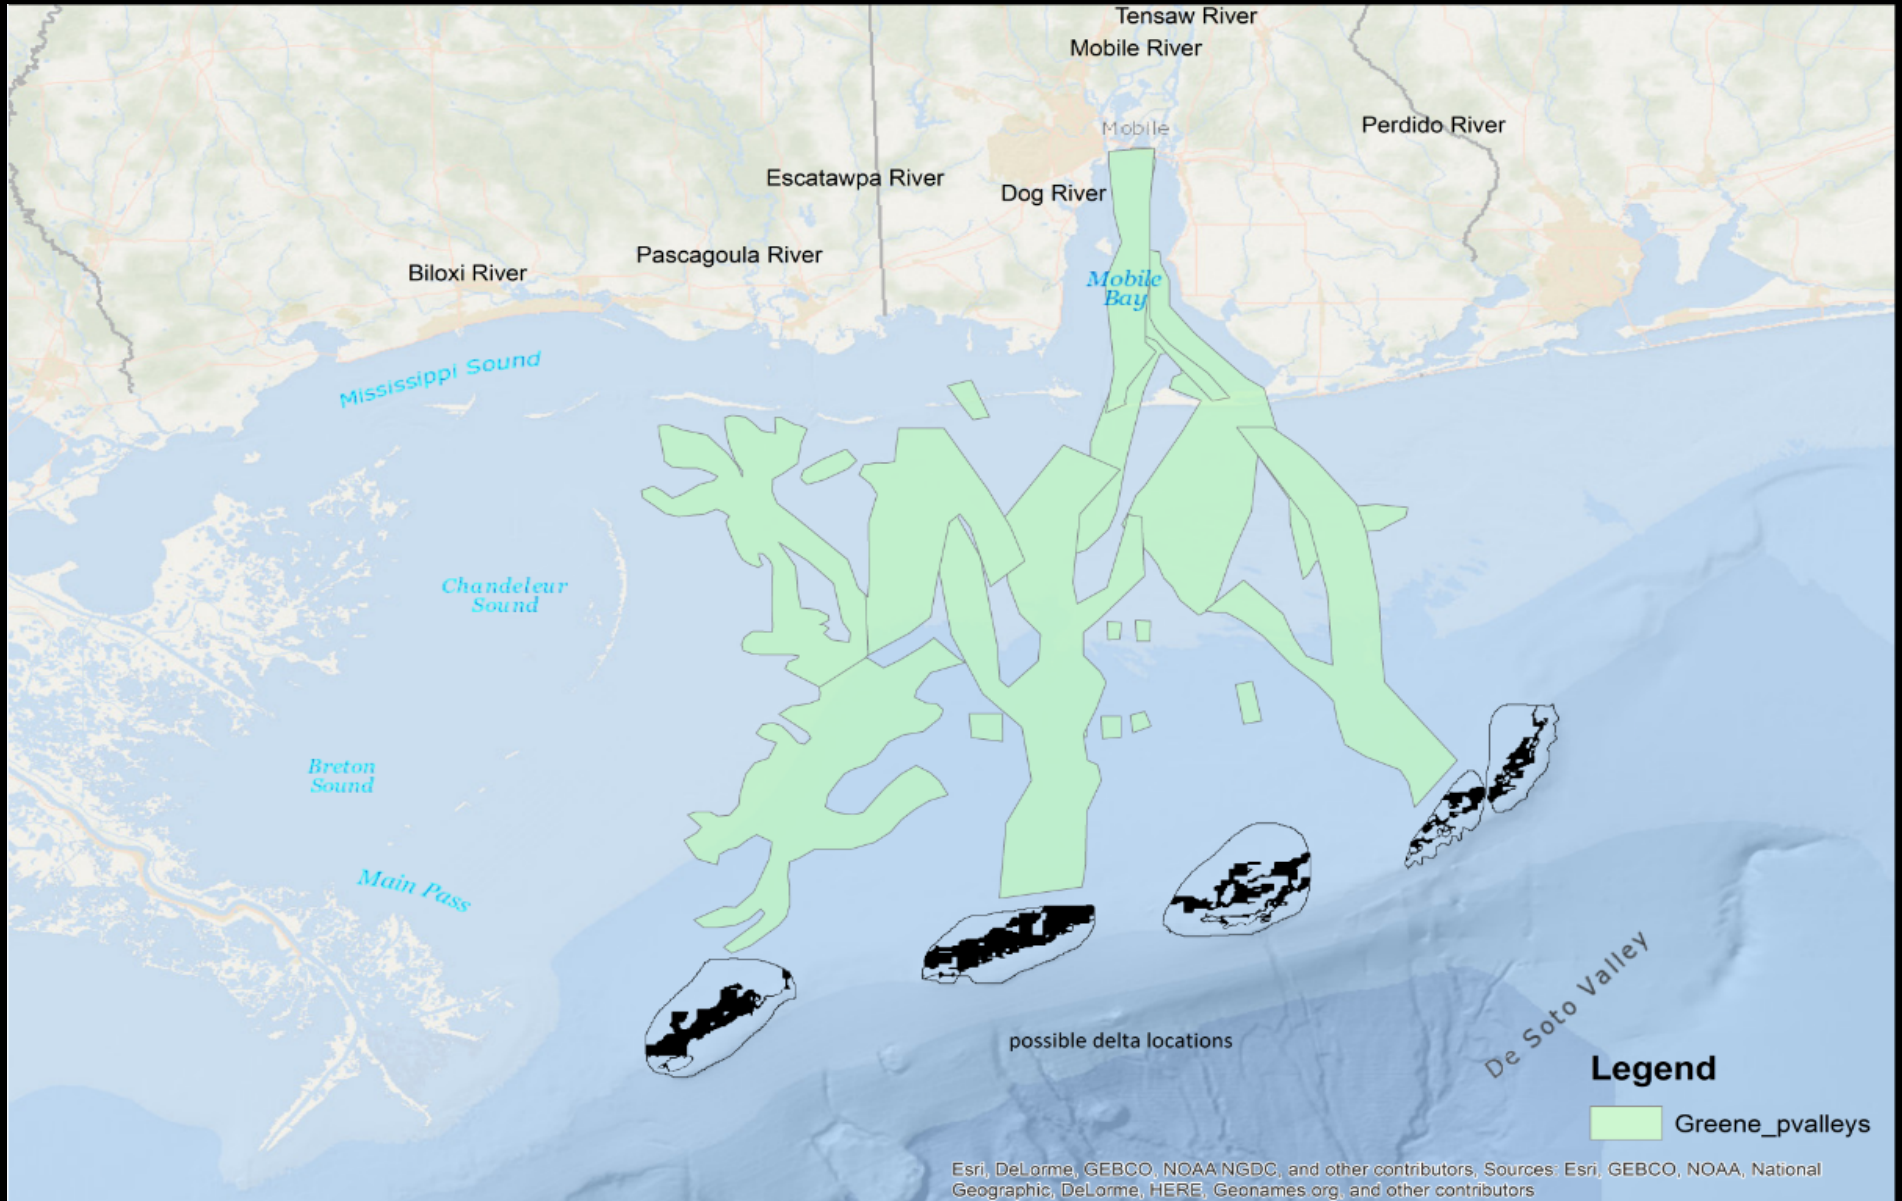 Tensaw River
Mobile River
Mobile
Perdido River
Escatawpa River
Dog River
Pascagoula River
Biloxi River
Mobile
Bay
Mississippi Sound
Chandeleur
Sound
Breton
Sound
Main Pass
De Soto Valley
possible delta locations
Legend
Greene_pvalleys
Esri, DeLorme, GEBCO, NOAA NGDC, and other contributors, Sources: Esri, GEBCO, NOAA, National
Geographic, DeLorme, HERE, Geonames.org, and other contributors